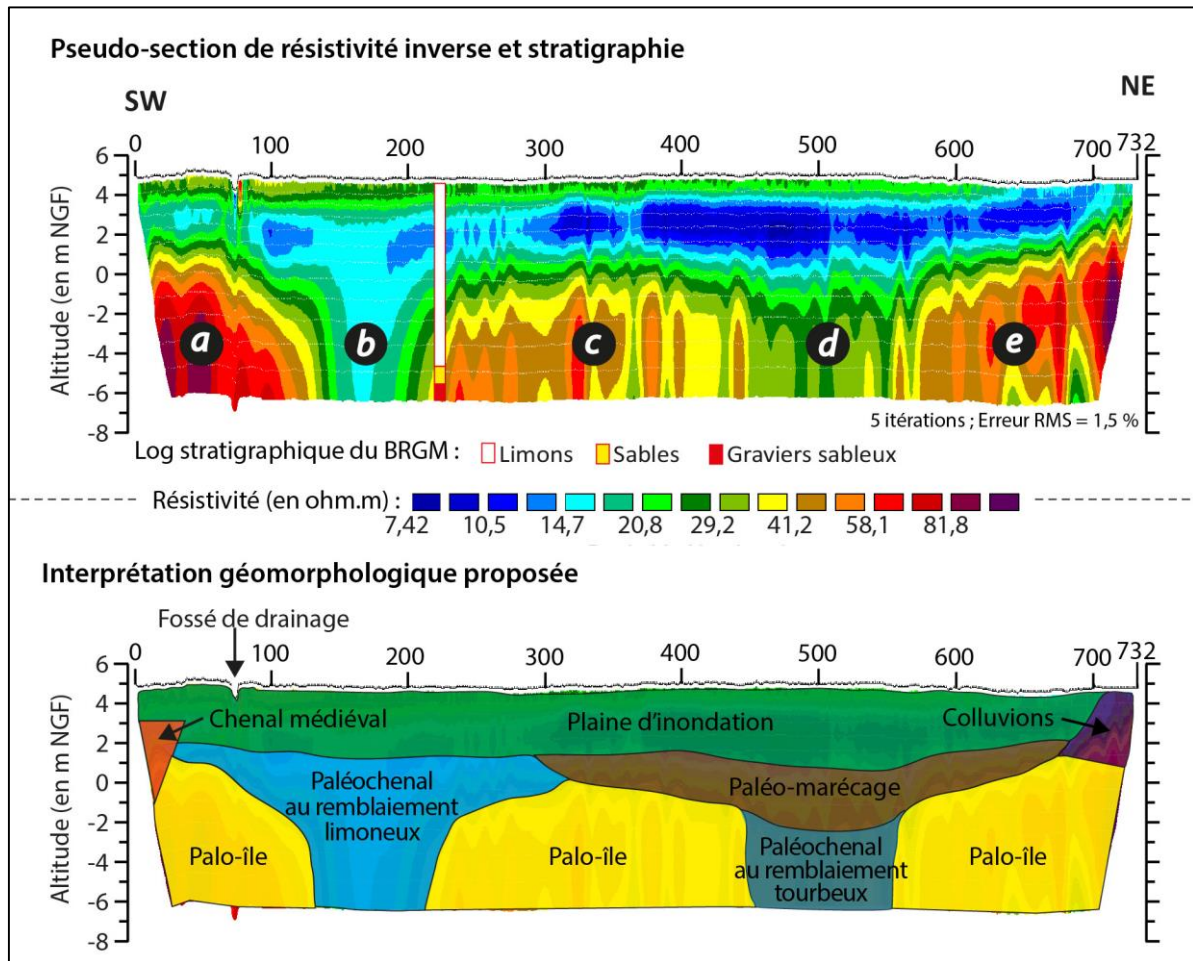 Pseudo-section de résistivité inverse et stratigraphie
SW
NE
0 100 200 300 400 500 600 700 732
Altitude (en m NGF)
6
4
2
0
-2
-4
-6
-8
a b c d e
5 itérations ; Erreur RMS = 1,5 %
Log stratigraphique du BRGM : Limons Sables Graviers sableux
Résistivité (en ohm.m) :
7,42 10,5 14,7 20,8 29,2 41,2 58,1 81,8
Interprétation géomorphologique proposée
Fossé de drainage
0 100 200 300 400 500 600 700 732
Altitude (en m NGF)
6
4
2
0
-2
-4
-6
-8
Chenal médiéval
Plaine d'inondation
Colluvions
Paléochenal
au remblaiement
limoneux
Paléo-marécage
Palo-île
Palo-île
Paléochenal
au remblaiement
tourbeux
Palo-île